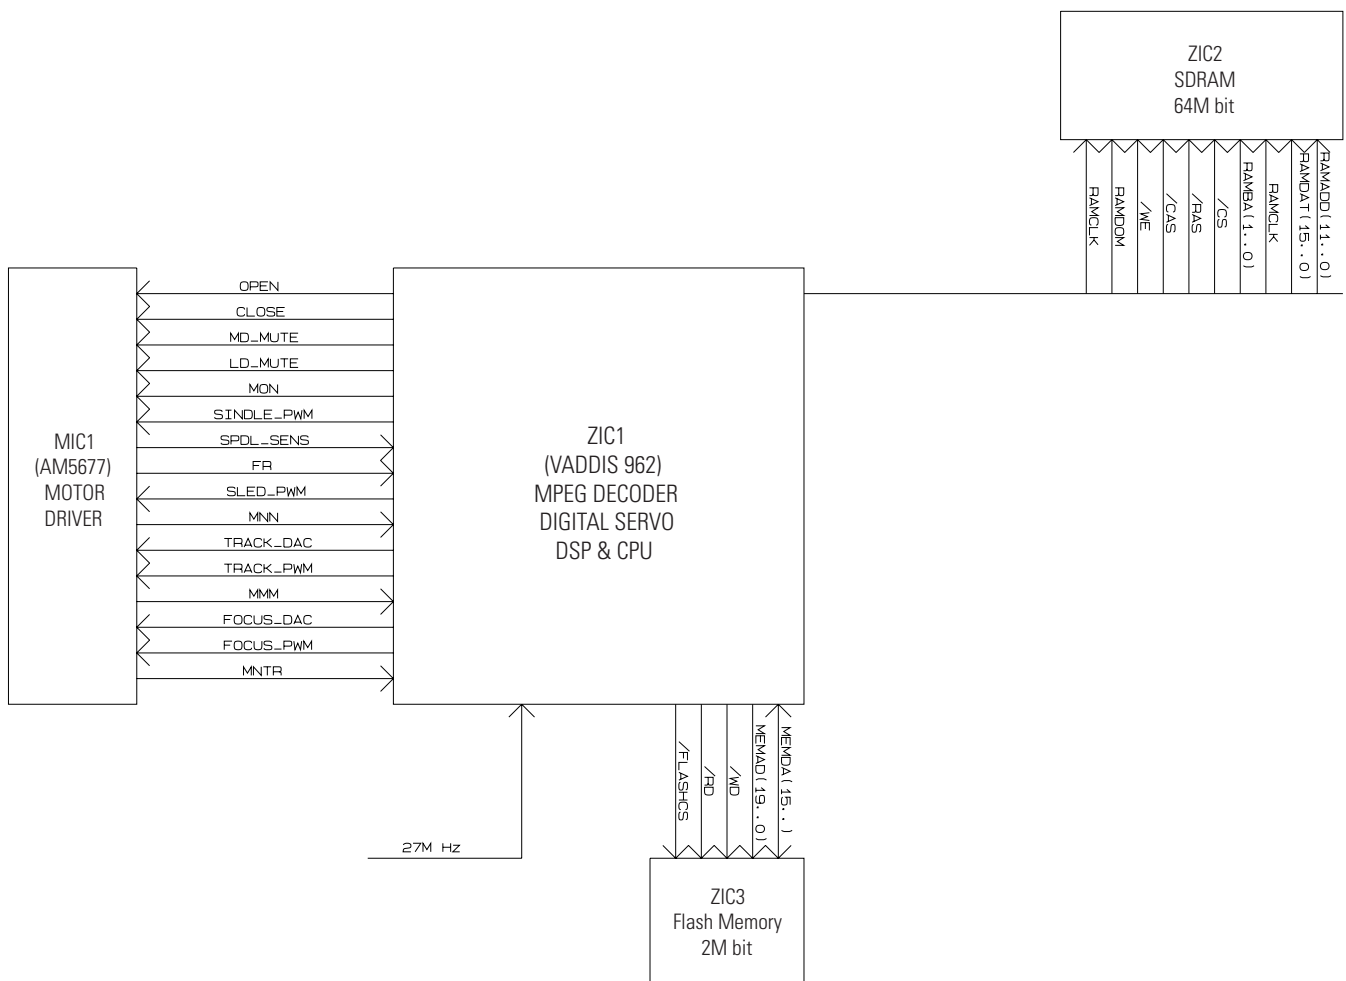 ZIC2
SDRAM
64M bit
RAMCLK
RAMDOM
/WE
/CAS
/RAS
/CS
RAMBA(1..0)
RAMCLK
RAMDAT(15..0)
RAMADD(11..0)
MIC1
(AM5677)
MOTOR
DRIVER
OPEN
CLOSE
MD_MUTE
LD_MUTE
MON
SINDLE_PWM
SPDL_SENS
FR
SLED_PWM
MNN
TRACK_DAC
TRACK_PWM
MMM
FOCUS_DAC
FOCUS_PWM
MNTR
ZIC1
(VADDIS 962)
MPEG DECODER
DIGITAL SERVO
DSP & CPU
/FLASHCS
/RD
/WD
MEMAD(19..0)
MEMDA(15..)
27M Hz
ZIC3
Flash Memory
2M bit